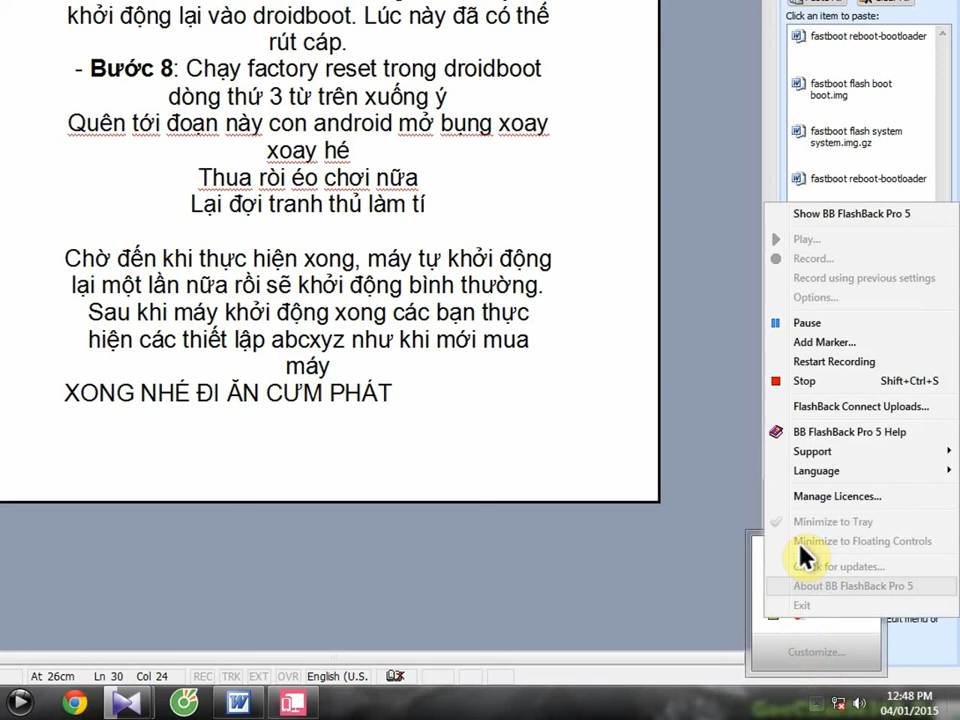 khởi động lại vào droidboot. Lúc này đã có thể
rút cáp.
- Bước 8: Chạy factory reset trong droidboot
dòng thứ 3 từ trên xuống ý
Quên tới đoạn này con android mở bụng xoay
xoay hé
Thua ròi éo chơi nữa
Lại đợi tranh thủ làm tí
Chờ đến khi thực hiện xong, máy tự khởi động
lại một lần nữa rồi sẽ khởi động bình thường.
Sau khi máy khởi động xong các bạn thực
hiện các thiết lập abcxyz như khi mới mua
máy
XONG NHÉ ĐI ĂN CƯM PHÁT
Click an item to paste:
fastboot reboot-bootloader
fastboot flash boot
boot.img
fastboot flash system
system.img.gz
fastboot reboot-bootloader
Show BB FlashBack Pro 5
Play...
Record...
Record using previous settings
Options...
Pause
Add Marker...
Restart Recording
Stop Shift+Ctrl+S
FlashBack Connect Uploads...
BB FlashBack Pro 5 Help
Support
Language
Manage Licences...
Minimize to Tray
Minimize to Floating Controls
for updates...
About BB FlashBack Pro 5
Exit
Edit menu or
Customize...
At 26cm Ln 30 Col 24 REC TRK EXT OVR English (U.S.
12:48 PM
04/01/2015